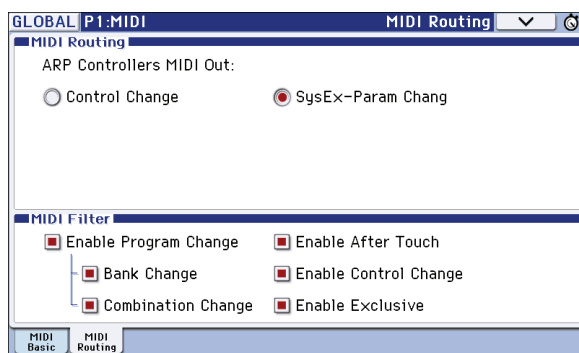 GLOBAL P1:MIDI MIDI Routing
MIDI Routing
ARP Controllers MIDI Out:
Control Change SysEx-Param Chang
MIDI Filter
Enable Program Change Enable After Touch
Bank Change Enable Control Change
Combination Change Enable Exclusive
MIDI Basic MIDI Routing